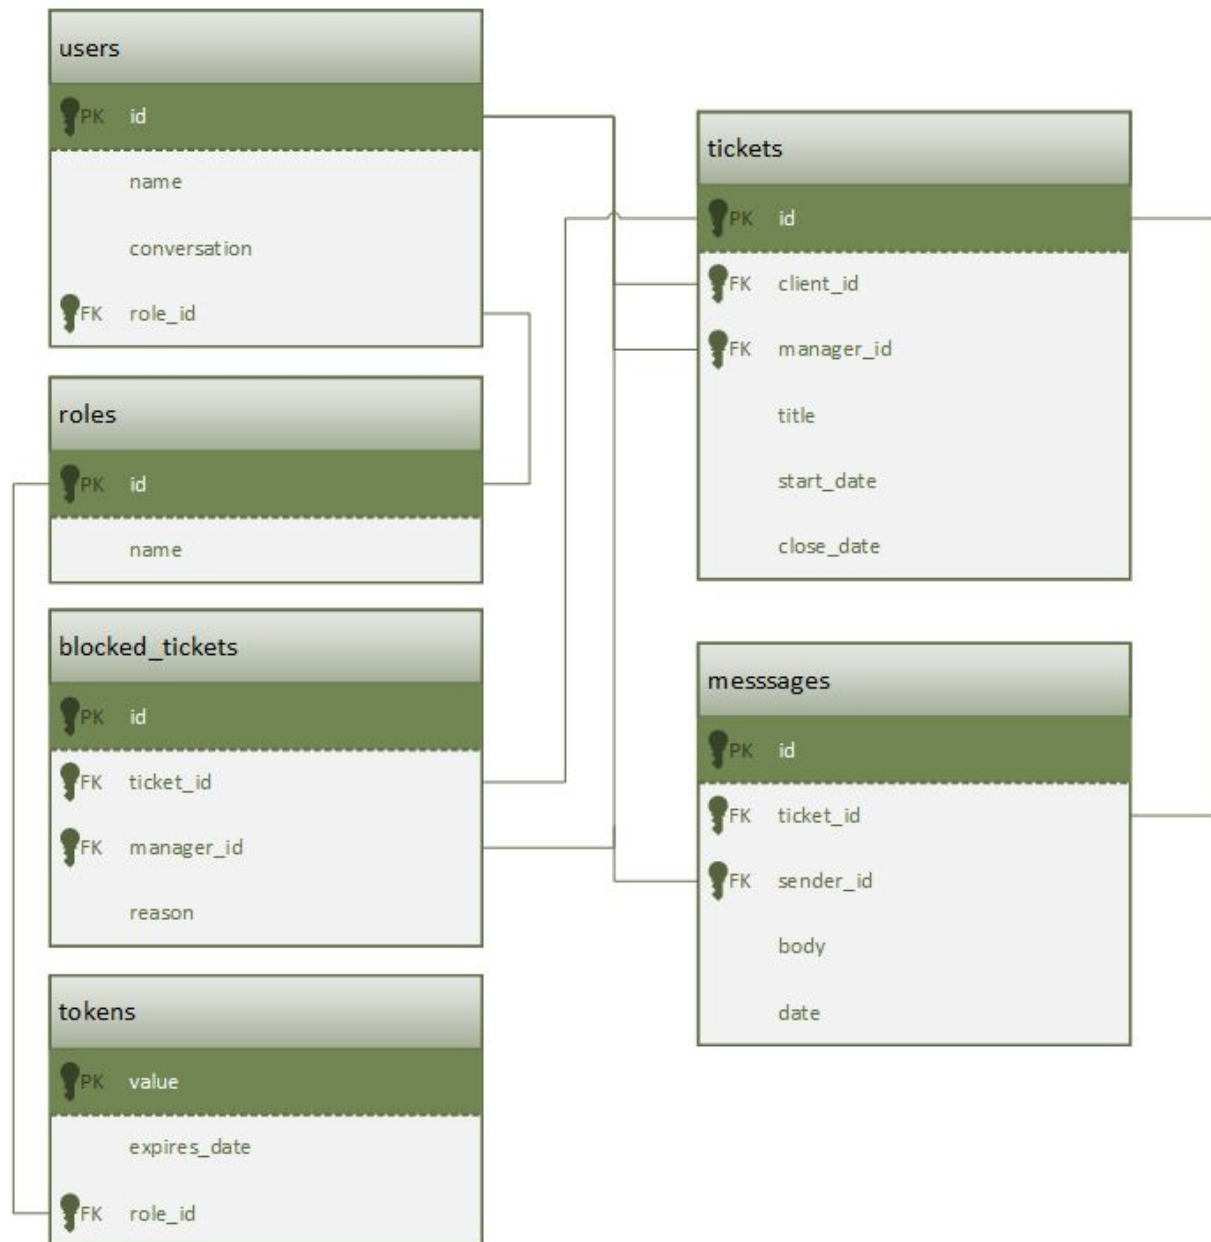 users
PK id
name
conversation
FK role_id
roles
PK id
name
blocked_tickets
PK id
FK ticket_id
FK manager_id
reason
tokens
PK value
expires_date
FK role_id
tickets
PK id
FK client_id
FK manager_id
title
start_date
close_date
messsages
PK id
FK ticket_id
FK sender_id
body
date